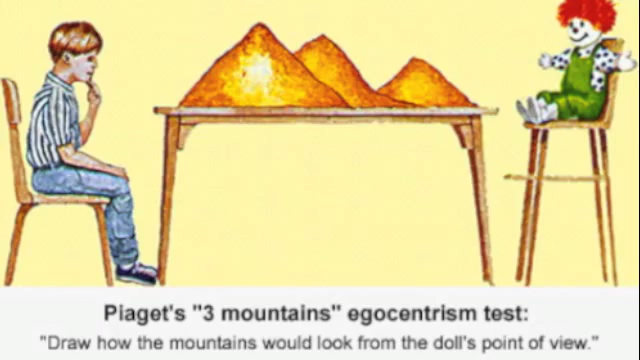 Piaget's "3 mountains" egocentrism test:
"Draw how the mountains would look from the doll's point of view."